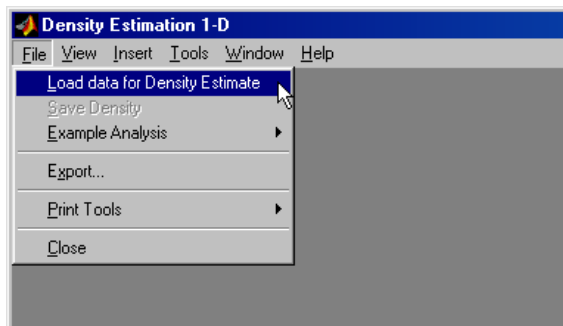 Density Estimation 1-D
File View Insert Tools Window Help
Load data for Density Estimate
Save Density
Example Analysis
Export...
Print Tools
Close